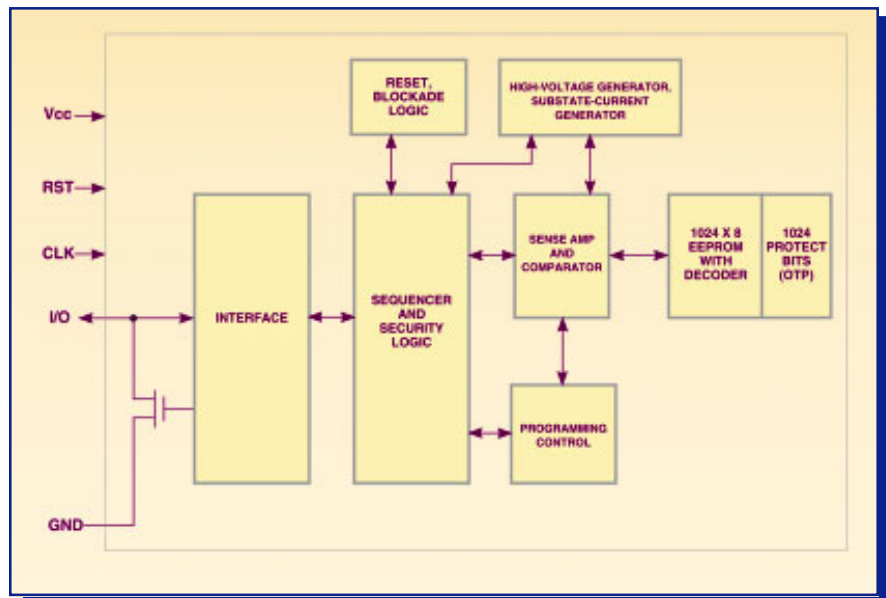 RESET,
BLOCKADE
LOGIC
HIGH-VOLTAGE GENERATOR,
SUBSTATE-CURRENT
GENERATOR
Vcc
RST
CLK
I/O
GND
INTERFACE
SEQUENCER
AND
SECURITY
LOGIC
SENSE AMP
AND
COMPARATOR
1024 X 8
EEPROM
WITH
DECODER
1024
PROTECT
BITS
(OTP)
PROGRAMMING
CONTROL